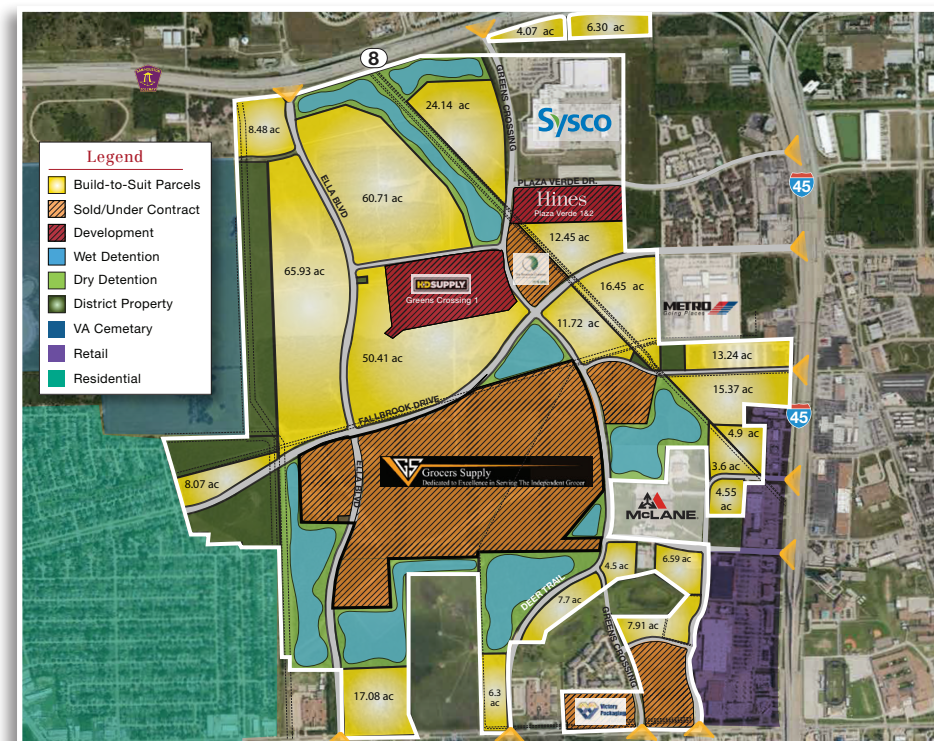 4.07 ac
6.30 ac
8
GREENS CROSSING
24.14 ac
Sysco
8.48 ac
Legend
Build-to-Suit Parcels
Sold/Under Contract
Development
Wet Detention
Dry Detention
District Property
VA Cemetary
Retail
Residential
ELLA BLVD
60.71 ac
PLAZA VERDE DR.
Hines
Plaza Verde 1&2
45
12.45 ac
65.93 ac
HDSUPPLY
Greens Crossing 1
16.45 ac
METRO
Going Places
11.72 ac
50.41 ac
13.24 ac
15.37 ac
FALLBROOK DRIVE
45
4.9 ac
ELLA BLVD
GS
Grocers Supply
Dedicated to Excellence in Serving The Independent Grocer
3.6 ac
8.07 ac
4.55
ac
McLANE
4.5 ac
6.59 ac
DEER TRAIL
7.7 ac
GREENS CROSSING
7.91 ac
17.08 ac
6.3
ac
Victory
Packaging